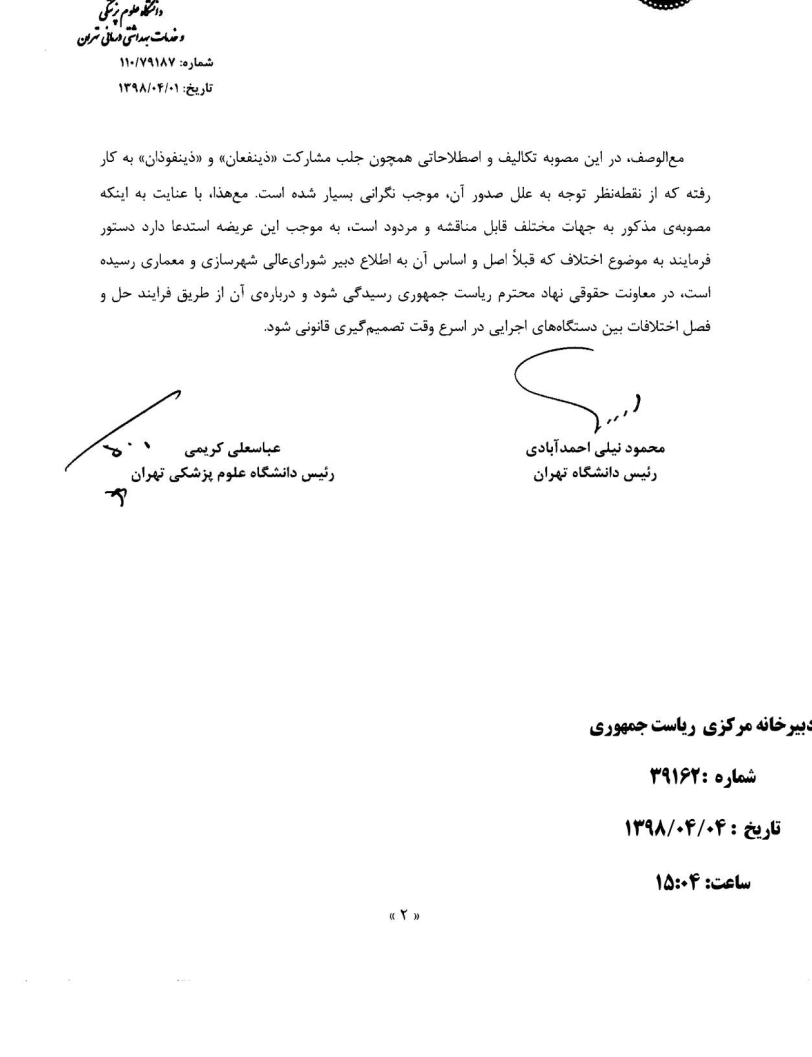 دانشگاه علوم پزشکی
و خدمات بهداشتی درمانی تهران
شماره: ۱۱۰/۷۹۱۸۷
تاریخ: ۱۳۹۸/۰۴/۰۱
مع‌الوصف، در این مصوبه تکالیف و اصطلاحاتی همچون جلب مشارکت «ذینفعان» و «ذینفوذان» به کار
رفته که از نقطه‌نظر توجه به علل صدور آن، موجب نگرانی بسیار شده است. مع‌هذا، با عنایت به اینکه
مصوبه‌ی مذکور به جهات مختلف قابل مناقشه و مردود است، به موجب این عریضه استدعا دارد دستور
فرمایند به موضوع اختلاف که قبلاً اصل و اساس آن به اطلاع دبیر شورای‌عالی شهرسازی و معماری رسیده
است، در معاونت حقوقی نهاد محترم ریاست جمهوری رسیدگی شود و درباره‌ی آن از طریق فرایند حل و
فصل اختلافات بین دستگاه‌های اجرایی در اسرع وقت تصمیم‌گیری قانونی شود.
محمود نیلی احمدآبادی
رئیس دانشگاه تهران
عباسعلی کریمی
رئیس دانشگاه علوم پزشکی تهران
دبیرخانه مرکزی ریاست جمهوری
شماره :۳۹۱۶۲
تاریخ : ۱۳۹۸/۰۴/۰۴
ساعت: ۱۵:۰۴
« ۲ »